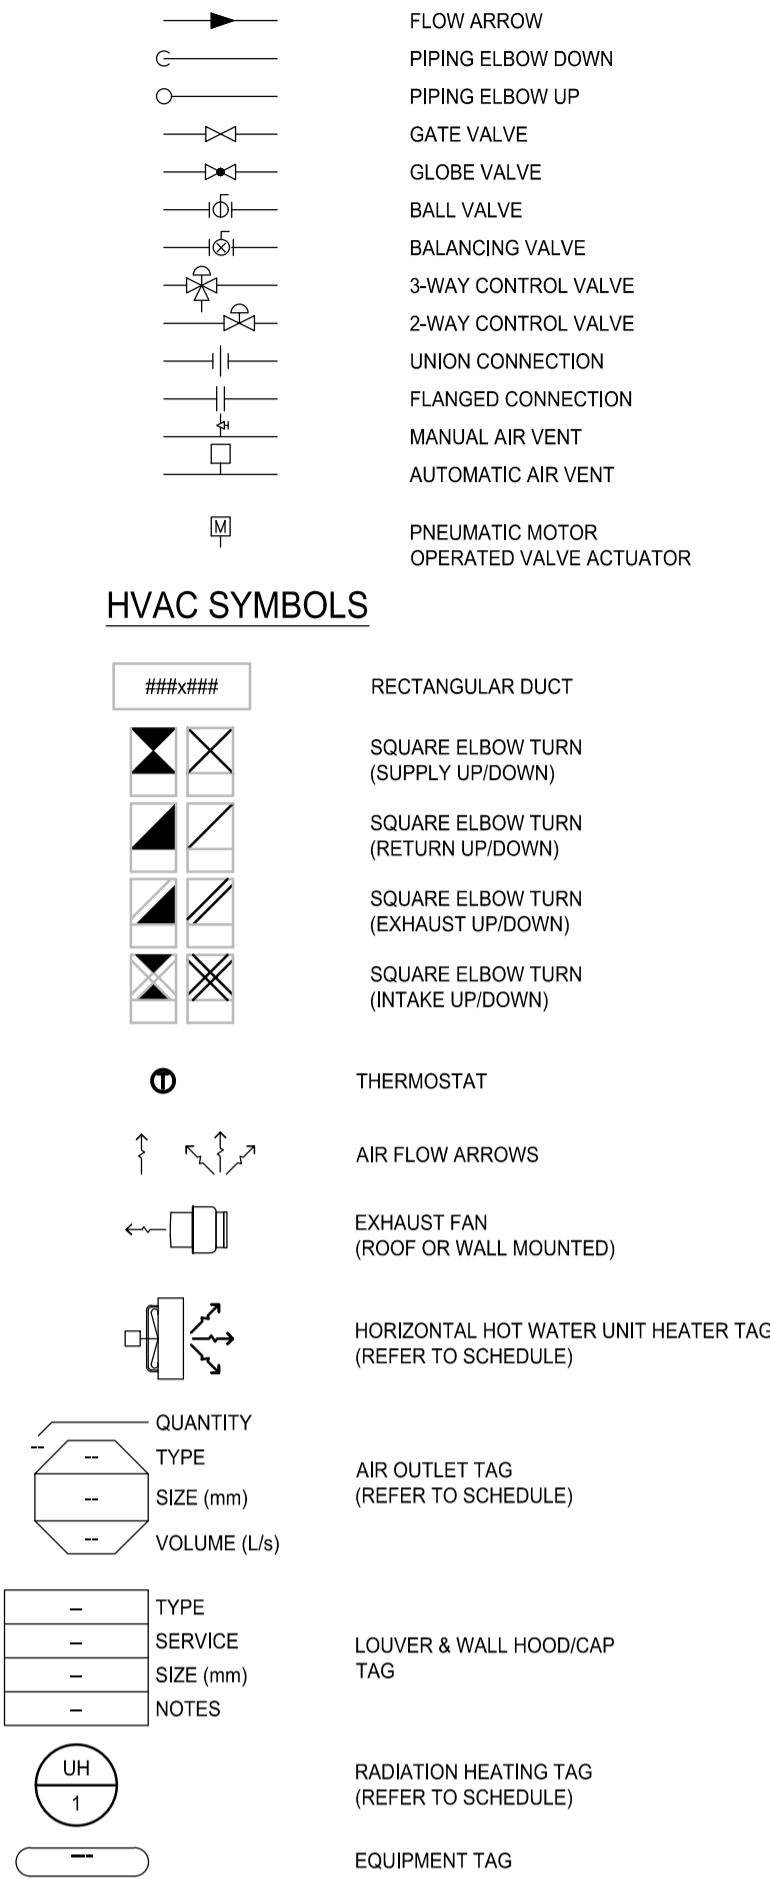 FLOW ARROW
PIPING ELBOW DOWN
PIPING ELBOW UP
GATE VALVE
GLOBE VALVE
BALL VALVE
BALANCING VALVE
3-WAY CONTROL VALVE
2-WAY CONTROL VALVE
UNION CONNECTION
FLANGED CONNECTION
MANUAL AIR VENT
AUTOMATIC AIR VENT
M
PNEUMATIC MOTOR
OPERATED VALVE ACTUATOR
HVAC SYMBOLS
###x###
RECTANGULAR DUCT
SQUARE ELBOW TURN
(SUPPLY UP/DOWN)
SQUARE ELBOW TURN
(RETURN UP/DOWN)
SQUARE ELBOW TURN
(EXHAUST UP/DOWN)
SQUARE ELBOW TURN
(INTAKE UP/DOWN)
T
THERMOSTAT
AIR FLOW ARROWS
EXHAUST FAN
(ROOF OR WALL MOUNTED)
HORIZONTAL HOT WATER UNIT HEATER TAG
(REFER TO SCHEDULE)
-- QUANTITY
-- TYPE
-- SIZE (mm)
-- VOLUME (L/s)
AIR OUTLET TAG
(REFER TO SCHEDULE)
– TYPE
– SERVICE
– SIZE (mm)
– NOTES
LOUVER & WALL HOOD/CAP
TAG
UH
1
RADIATION HEATING TAG
(REFER TO SCHEDULE)
--
EQUIPMENT TAG